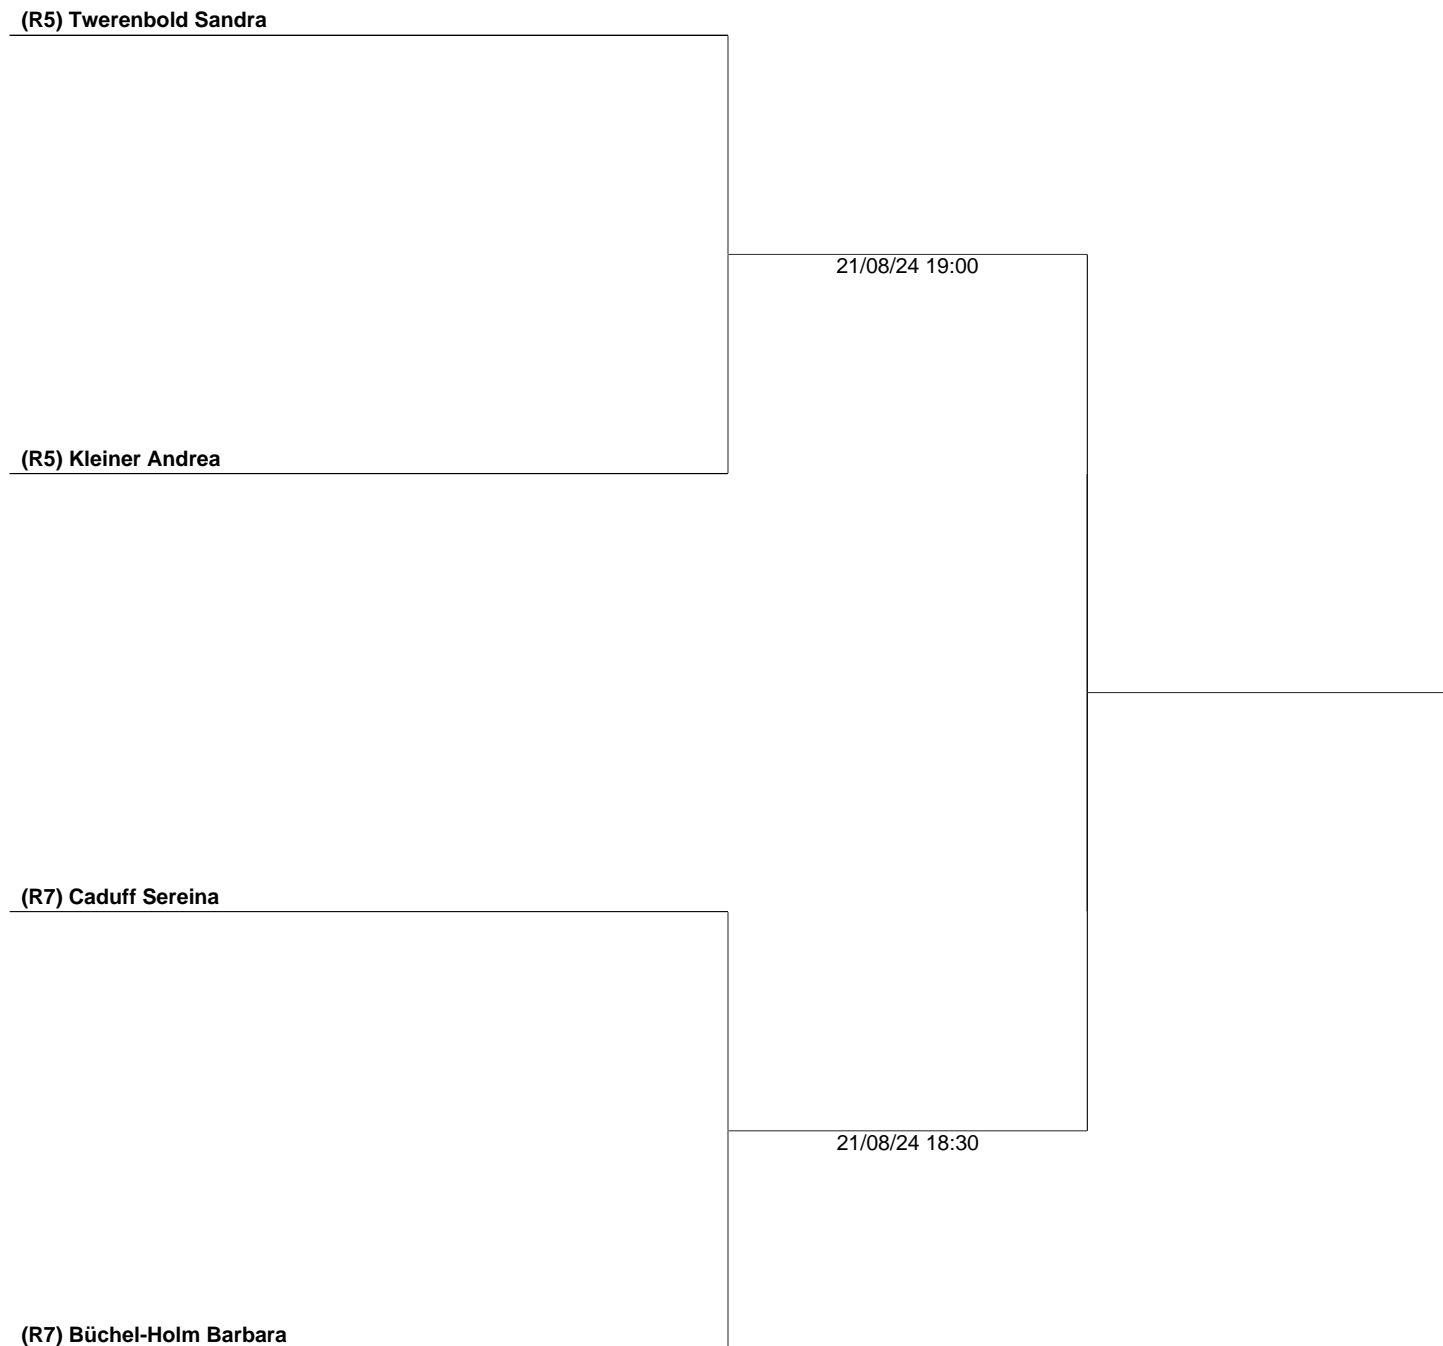 (R5) Twerenbold Sandra
21/08/24 19:00
(R5) Kleiner Andrea
(R7) Caduff Sereina
21/08/24 18:30
(R7) Büchel-Holm Barbara